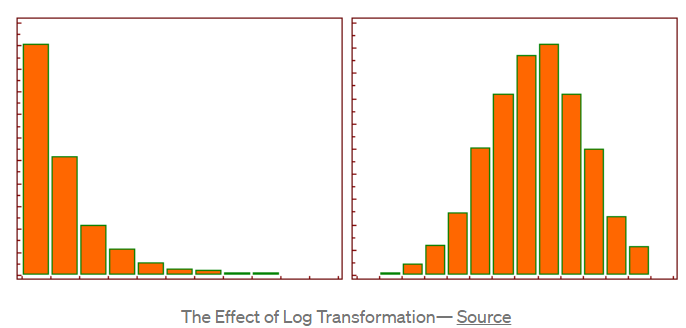 The Effect of Log Transformation— Source